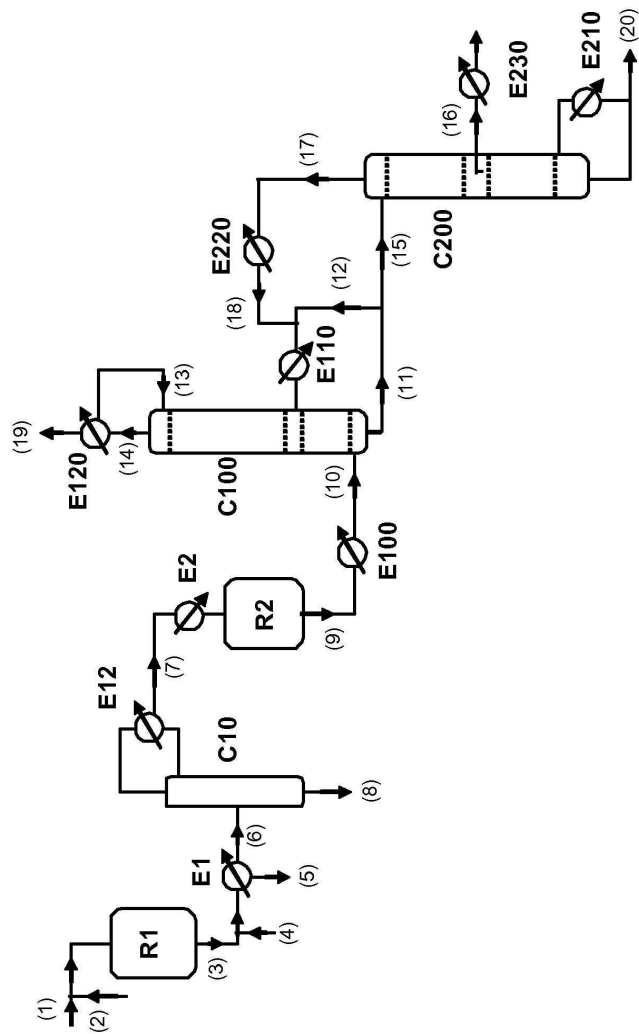 (1)
(2)
R1
(3)
(4)
E1
(5)
(6)
C10
(8)
E12
(7)
E2
R2
(9)
E100
(10)
C100
(14)
E120
(19)
(13)
(11)
E110
(12)
(18)
E220
(17)
(15)
C200
(16)
E230
E210
(20)